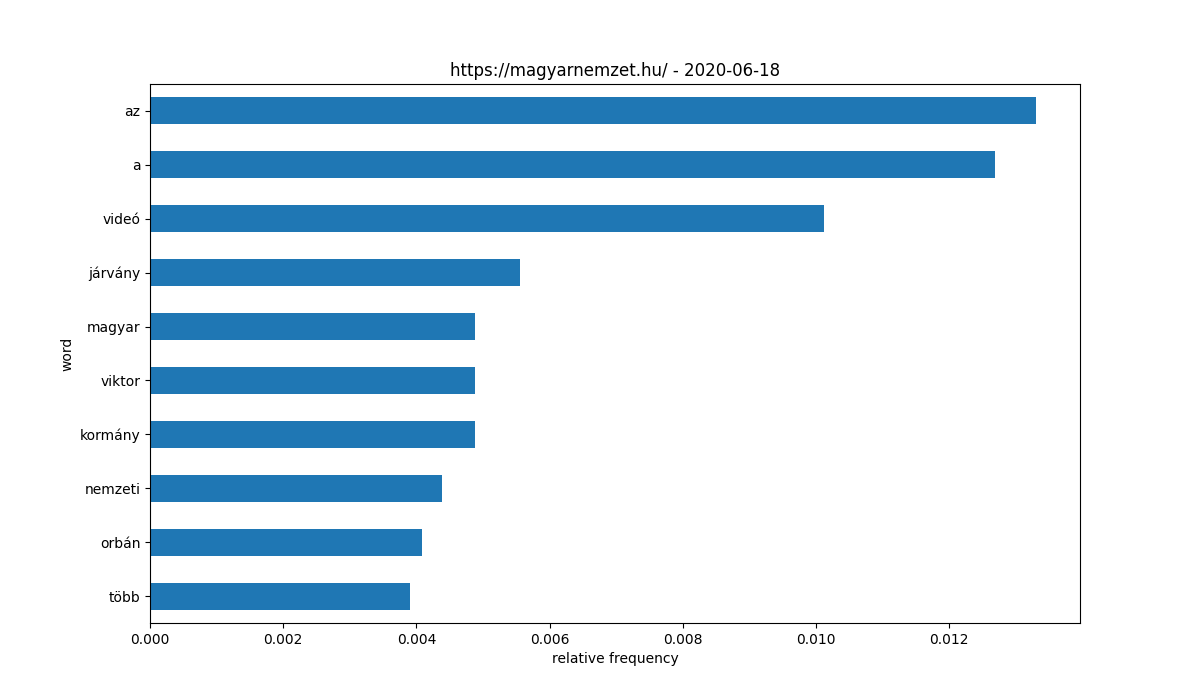 https://magyarnemzet.hu/ - 2020-06-18
az
a
videó
járvány
magyar
viktor
kormány
nemzeti
orbán
több
word
0.000 0.002 0.004 0.006 0.008 0.010 0.012
relative frequency